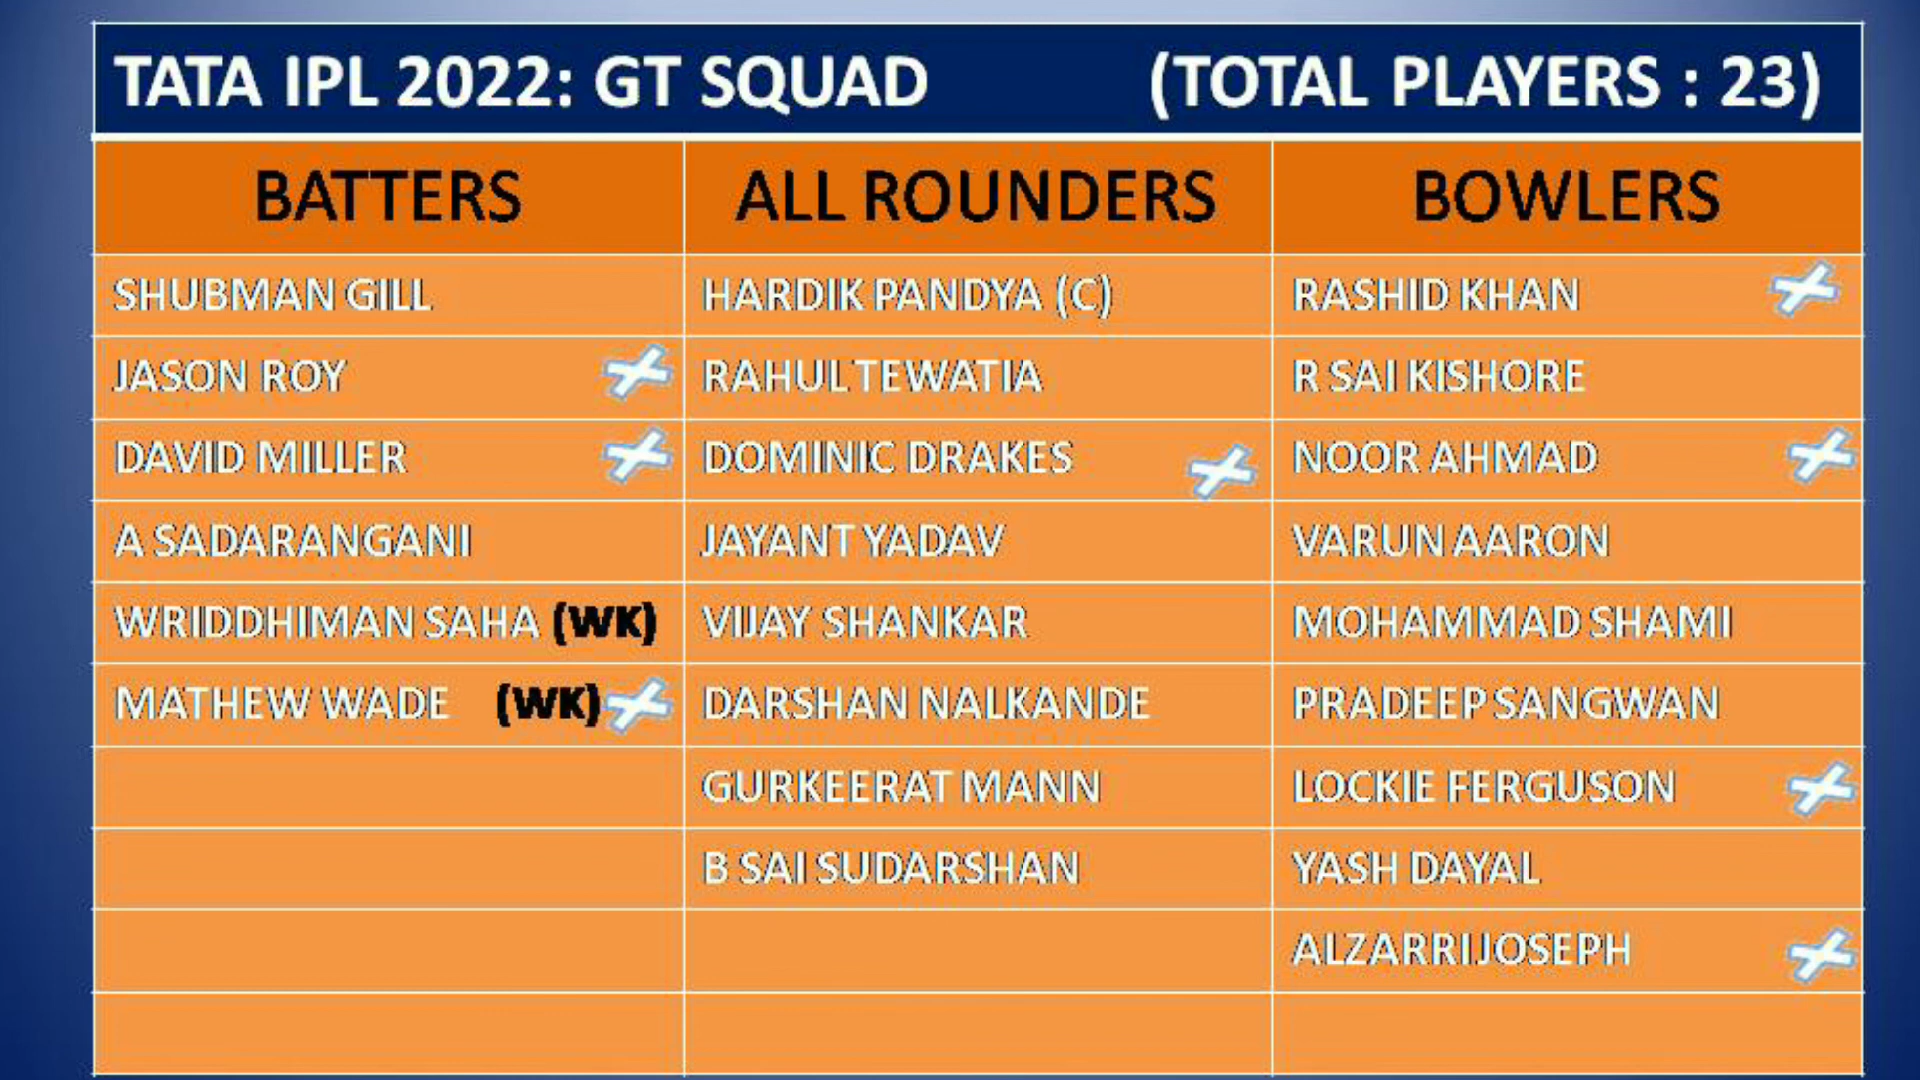 TATA IPL 2022: GT SQUAD (TOTAL PLAYERS : 23)
BATTERS ALL ROUNDERS BOWLERS
SHUBMAN GILL HARDIK PANDYA (C) RASHID KHAN
JASON ROY RAHUL TEWATIA R SAI KISHORE
DAVID MILLER DOMINIC DRAKES NOOR AHMAD
A SADARANGANI JAYANT YADAV VARUN AARON
WRIDDHIMAN SAHA (WK) VIJAY SHANKAR MOHAMMAD SHAMI
MATHEW WADE (WK) DARSHAN NALKANDE PRADEEP SANGWAN
GURKEERAT MANN LOCKIE FERGUSON
B SAI SUDARSHAN YASH DAYAL
ALZARRI JOSEPH